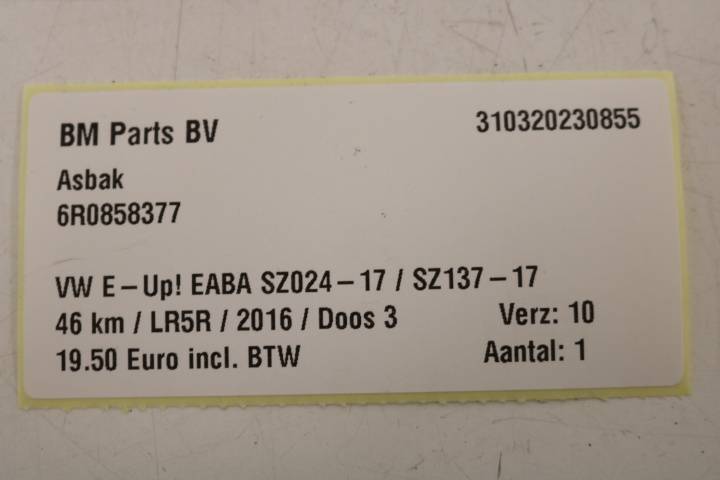 BM Parts BV 310320230855
Asbak
6R0858377
VW E-Up! EABA SZ024-17 / SZ137-17
46 km / LR5R / 2016 / Doos 3 Verz: 10
19.50 Euro incl. BTW Aantal: 1